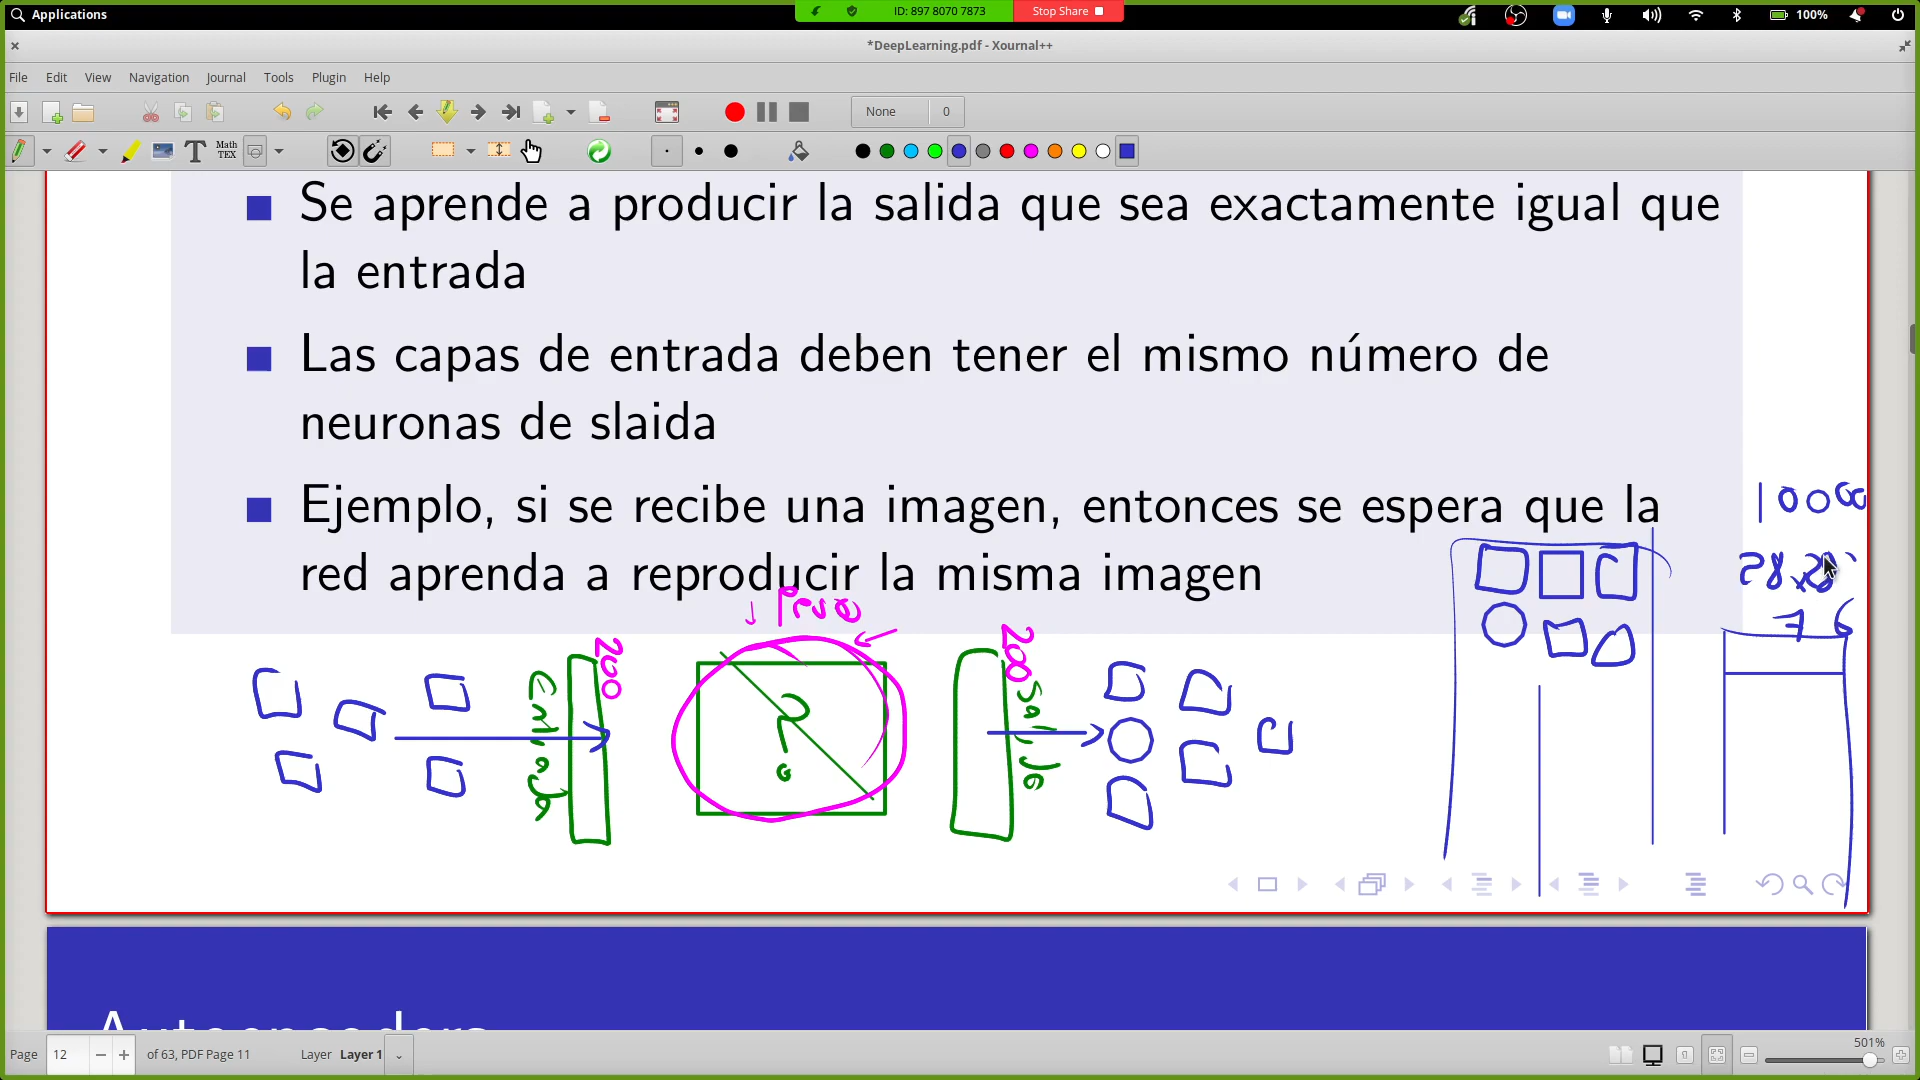 Applications
ID: 897 8070 7873
Stop Share
100%
*DeepLearning.pdf - Xournal++
File Edit View Navigation Journal Tools Plugin Help
None 0
Math
TEX
Se aprende a producir la salida que sea exactamente igual que
la entrada
Las capas de entrada deben tener el mismo número de
neuronas de slaida
Ejemplo, si se recibe una imagen, entonces se espera que la
red aprenda a reproducir la misma imagen
10000
28x28
Peso
200
Entrada
?
200
Salida
Autoencoders
Page 12 of 63, PDF Page 11 Layer Layer 1
501%